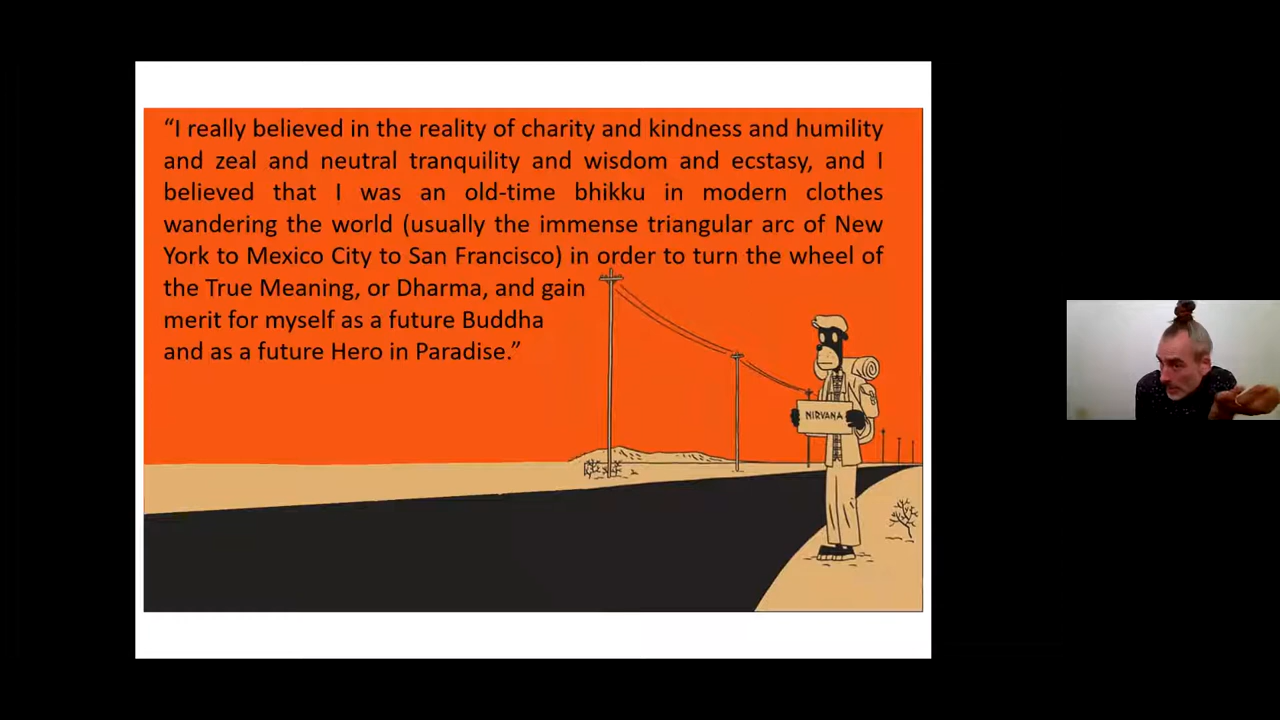 “I really believed in the reality of charity and kindness and humility
and zeal and neutral tranquility and wisdom and ecstasy, and I
believed that I was an old-time bhikku in modern clothes
wandering the world (usually the immense triangular arc of New
York to Mexico City to San Francisco) in order to turn the wheel of
the True Meaning, or Dharma, and gain
merit for myself as a future Buddha
and as a future Hero in Paradise.”
NIRVANA